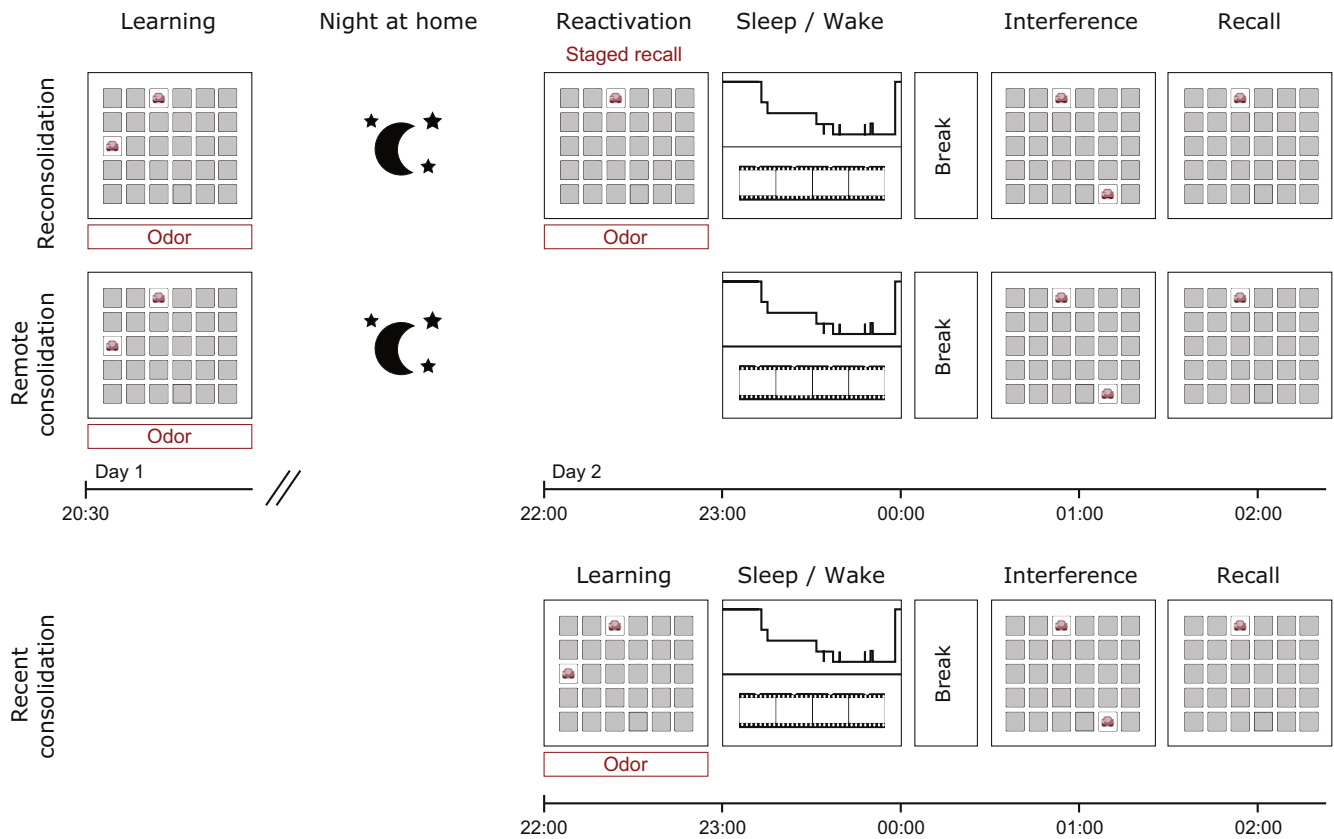 Learning
Night at home
Reactivation
Sleep / Wake
Interference
Recall
Staged recall
Reconsolidation
Break
Odor
Odor
Remote
consolidation
Break
Odor
Day 1
Day 2
20:30
22:00
23:00
00:00
01:00
02:00
Learning
Sleep / Wake
Interference
Recall
Recent
consolidation
Break
Odor
22:00
23:00
00:00
01:00
02:00